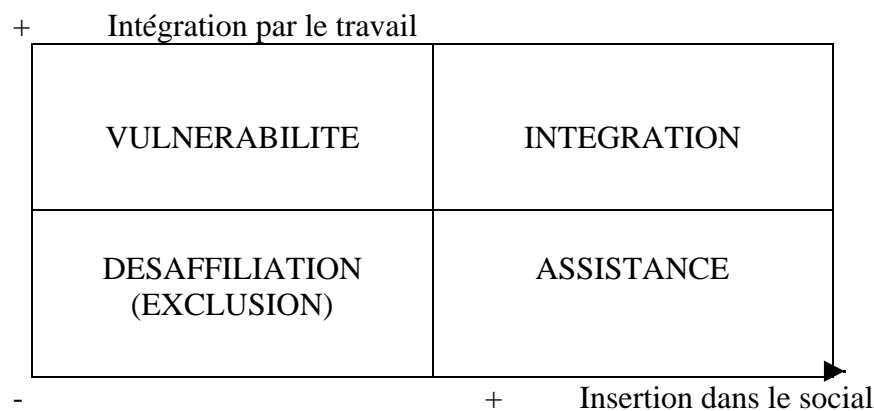 + Intégration par le travail
VULNERABILITE
INTEGRATION
DESAFFILIATION
(EXCLUSION)
ASSISTANCE
- + Insertion dans le social